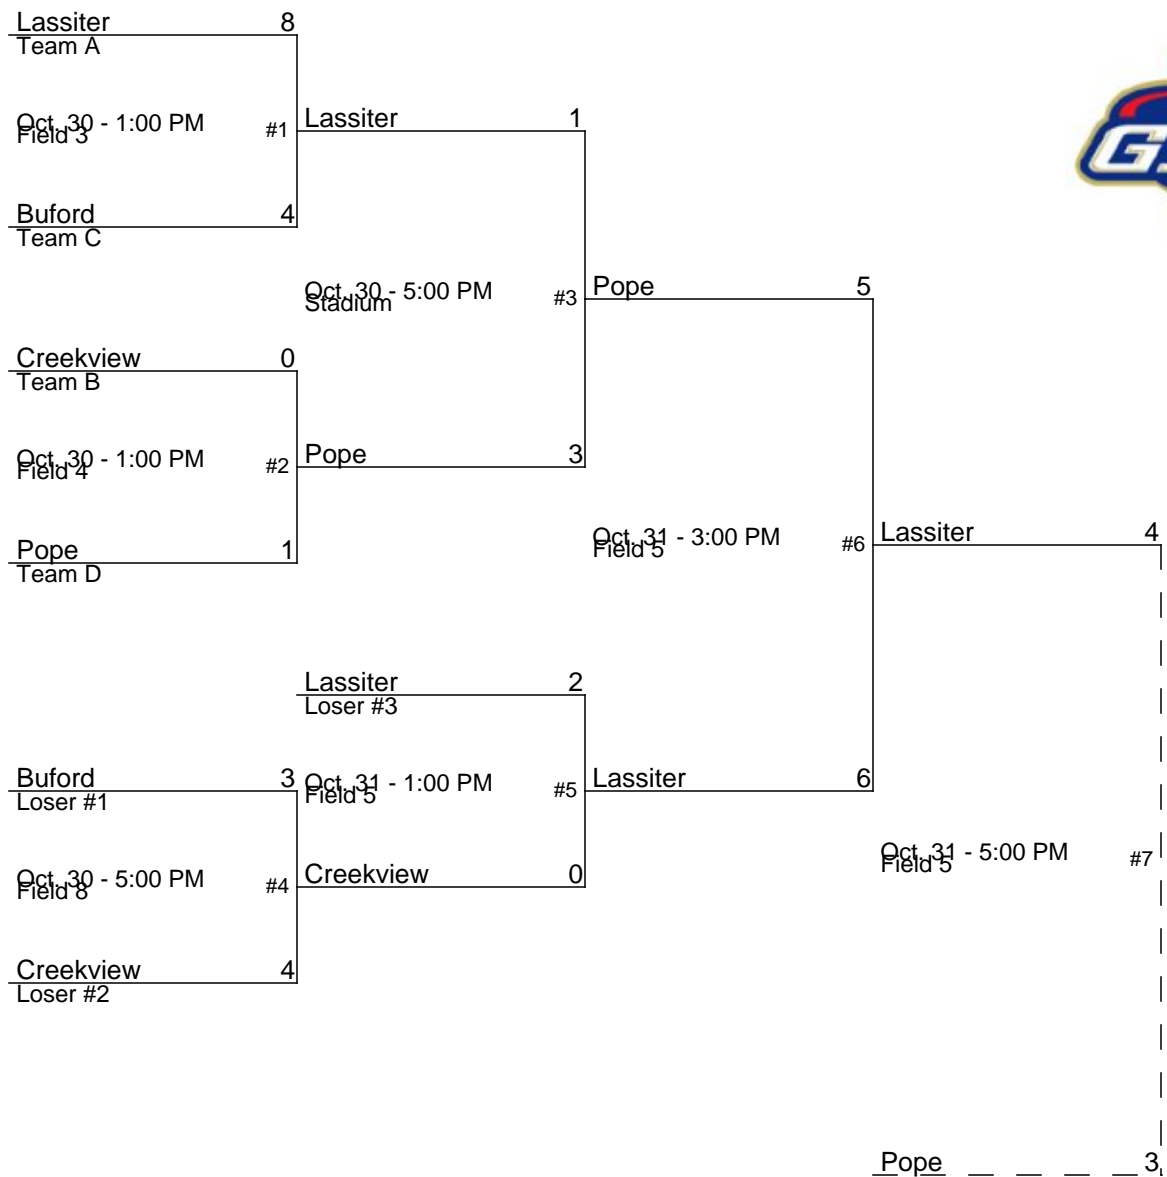 Lassiter 8
Team A
Oct. 30 - 1:00 PM
Field 3
#1
Lassiter 1
Buford 4
Team C
Oct. 30 - 5:00 PM
Stadium
#3
Pope 5
Creekview 0
Team B
Oct. 30 - 1:00 PM
Field 4
#2
Pope 3
Pope 1
Team D
Oct. 31 - 3:00 PM
Field 5
#6
Lassiter 4
Lassiter 2
Loser #3
Buford 3
Loser #1
Oct. 31 - 1:00 PM
Field 5
#5
Lassiter 6
Oct. 30 - 5:00 PM
Field 8
#4
Creekview 0
Oct. 31 - 5:00 PM
Field 5
#7
Creekview 4
Loser #2
Pope 3